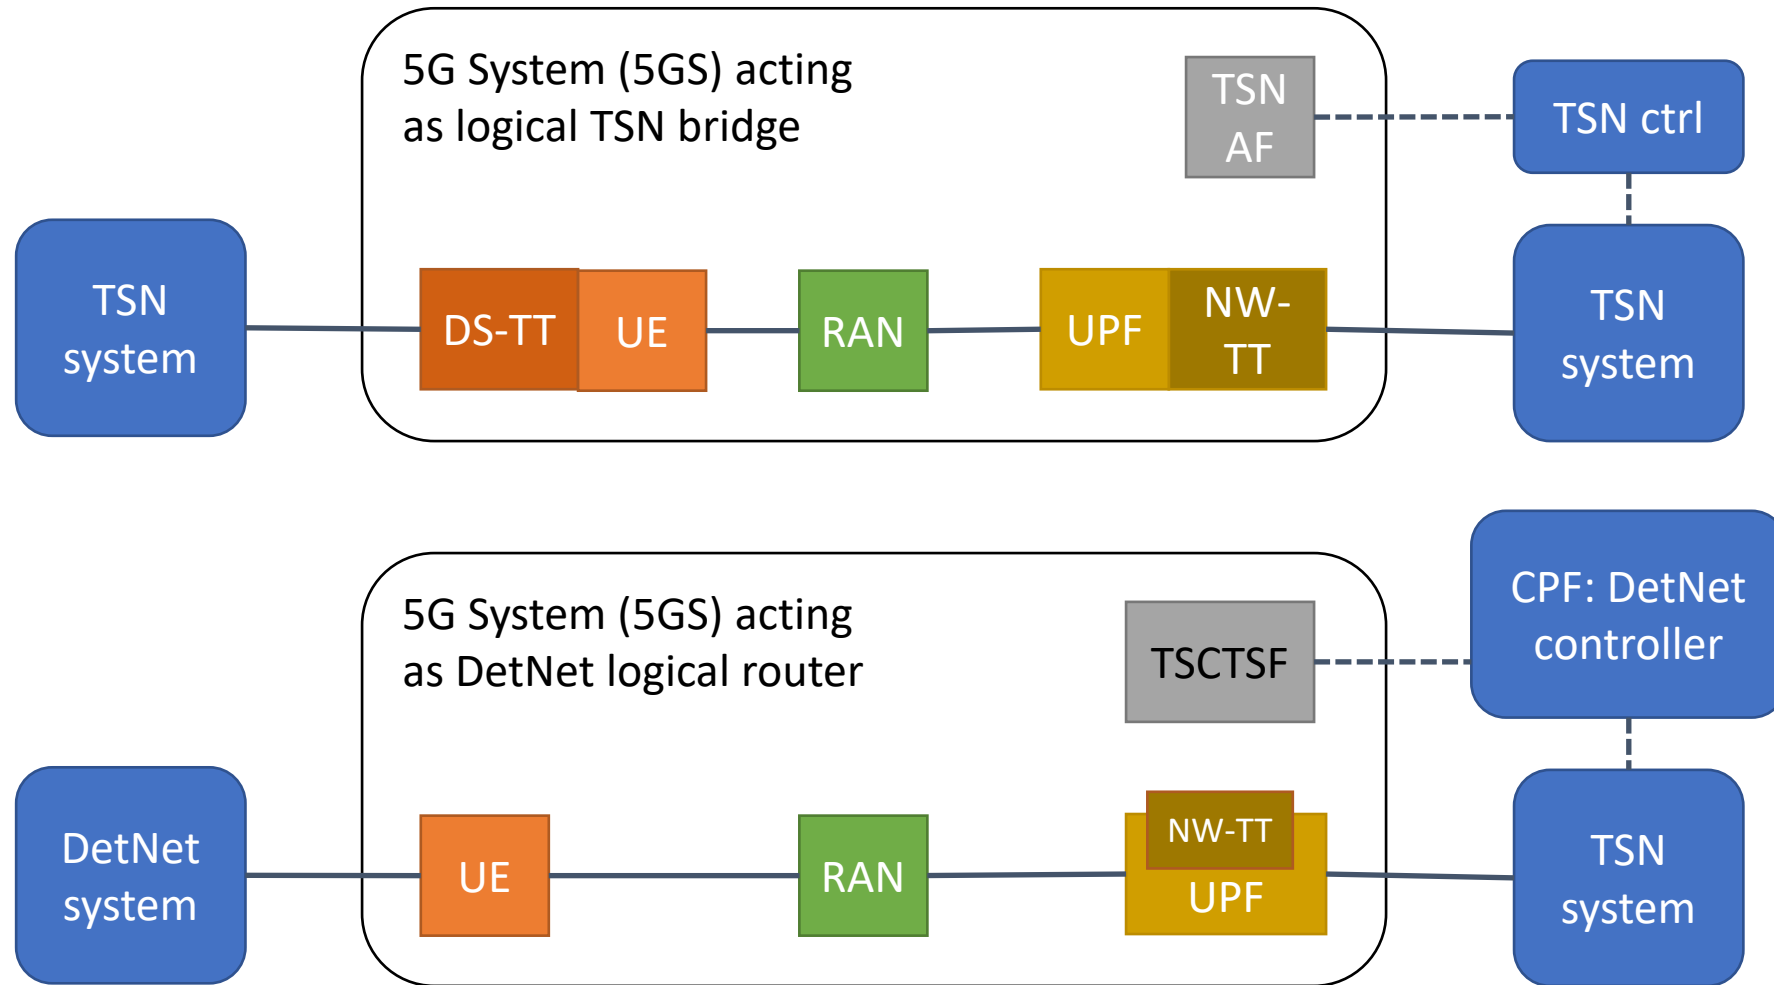 5G System (5GS) acting
as logical TSN bridge
TSN
AF
TSN ctrl
TSN
system
DS-TT
UE
RAN
UPF
NW-
TT
TSN
system
5G System (5GS) acting
as DetNet logical router
TSCTSF
CPF: DetNet
controller
DetNet
system
UE
RAN
NW-TT
UPF
TSN
system